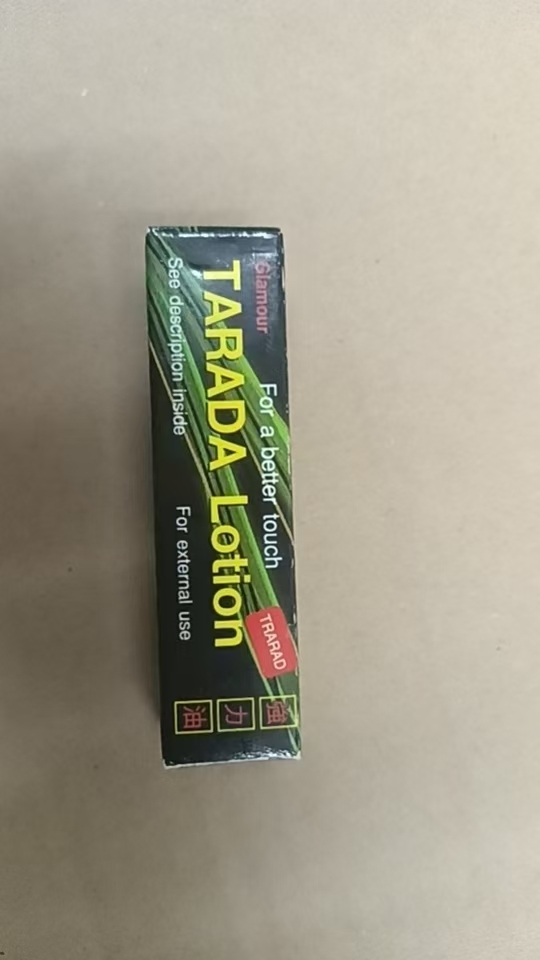 Glamour
For a better touch
TARADA Lotion
TRARAD
See description inside
For external use
強力油